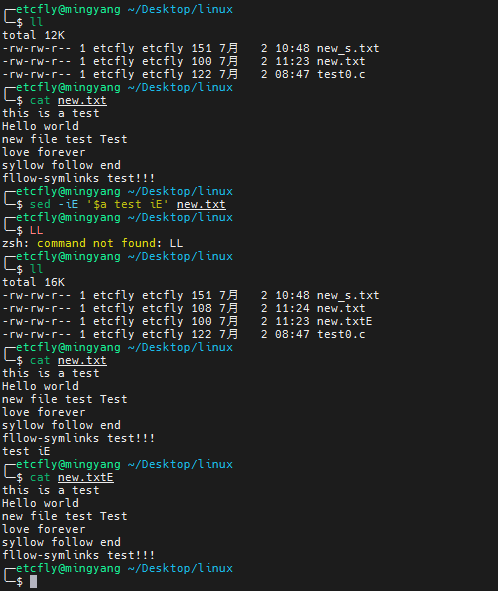 ╭─etcfly@mingyang ~/Desktop/linux
╰─$ ll
total 12K
-rw-rw-r-- 1 etcfly etcfly 151 7月   2 10:48 new_s.txt
-rw-rw-r-- 1 etcfly etcfly 100 7月   2 11:23 new.txt
-rw-rw-r-- 1 etcfly etcfly 122 7月   2 08:47 test0.c
╭─etcfly@mingyang ~/Desktop/linux
╰─$ cat new.txt
this is a test
Hello world
new file test Test
love forever
syllow follow end
fllow-symlinks test!!!
╭─etcfly@mingyang ~/Desktop/linux
╰─$ sed -iE '$a test iE' new.txt
╭─etcfly@mingyang ~/Desktop/linux
╰─$ LL
zsh: command not found: LL
╭─etcfly@mingyang ~/Desktop/linux
╰─$ ll
total 16K
-rw-rw-r-- 1 etcfly etcfly 151 7月   2 10:48 new_s.txt
-rw-rw-r-- 1 etcfly etcfly 108 7月   2 11:24 new.txt
-rw-rw-r-- 1 etcfly etcfly 100 7月   2 11:23 new.txtE
-rw-rw-r-- 1 etcfly etcfly 122 7月   2 08:47 test0.c
╭─etcfly@mingyang ~/Desktop/linux
╰─$ cat new.txt
this is a test
Hello world
new file test Test
love forever
syllow follow end
fllow-symlinks test!!!
test iE
╭─etcfly@mingyang ~/Desktop/linux
╰─$ cat new.txtE
this is a test
Hello world
new file test Test
love forever
syllow follow end
fllow-symlinks test!!!
╭─etcfly@mingyang ~/Desktop/linux
╰─$